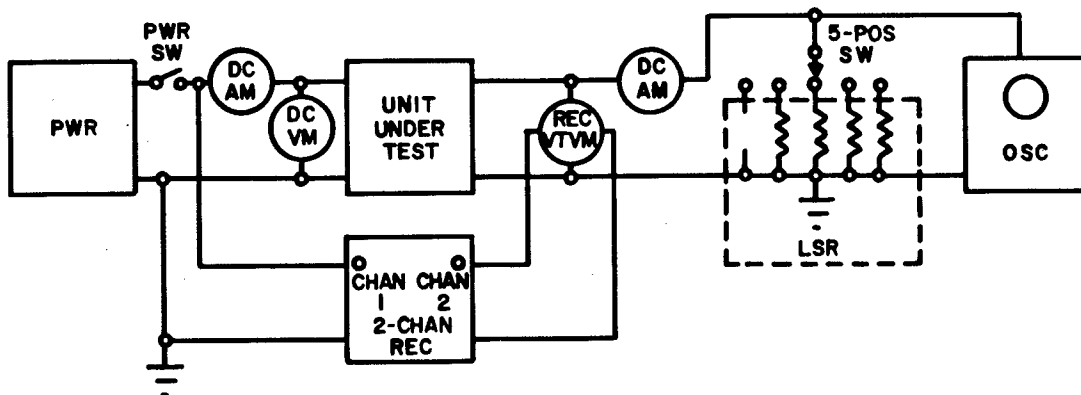 PWR
PWR
SW
DC
AM
DC
VM
UNIT
UNDER
TEST
REC
VTVM
DC
AM
5-POS
SW
OSC
LSR
CHAN CHAN
1 2
2-CHAN
REC